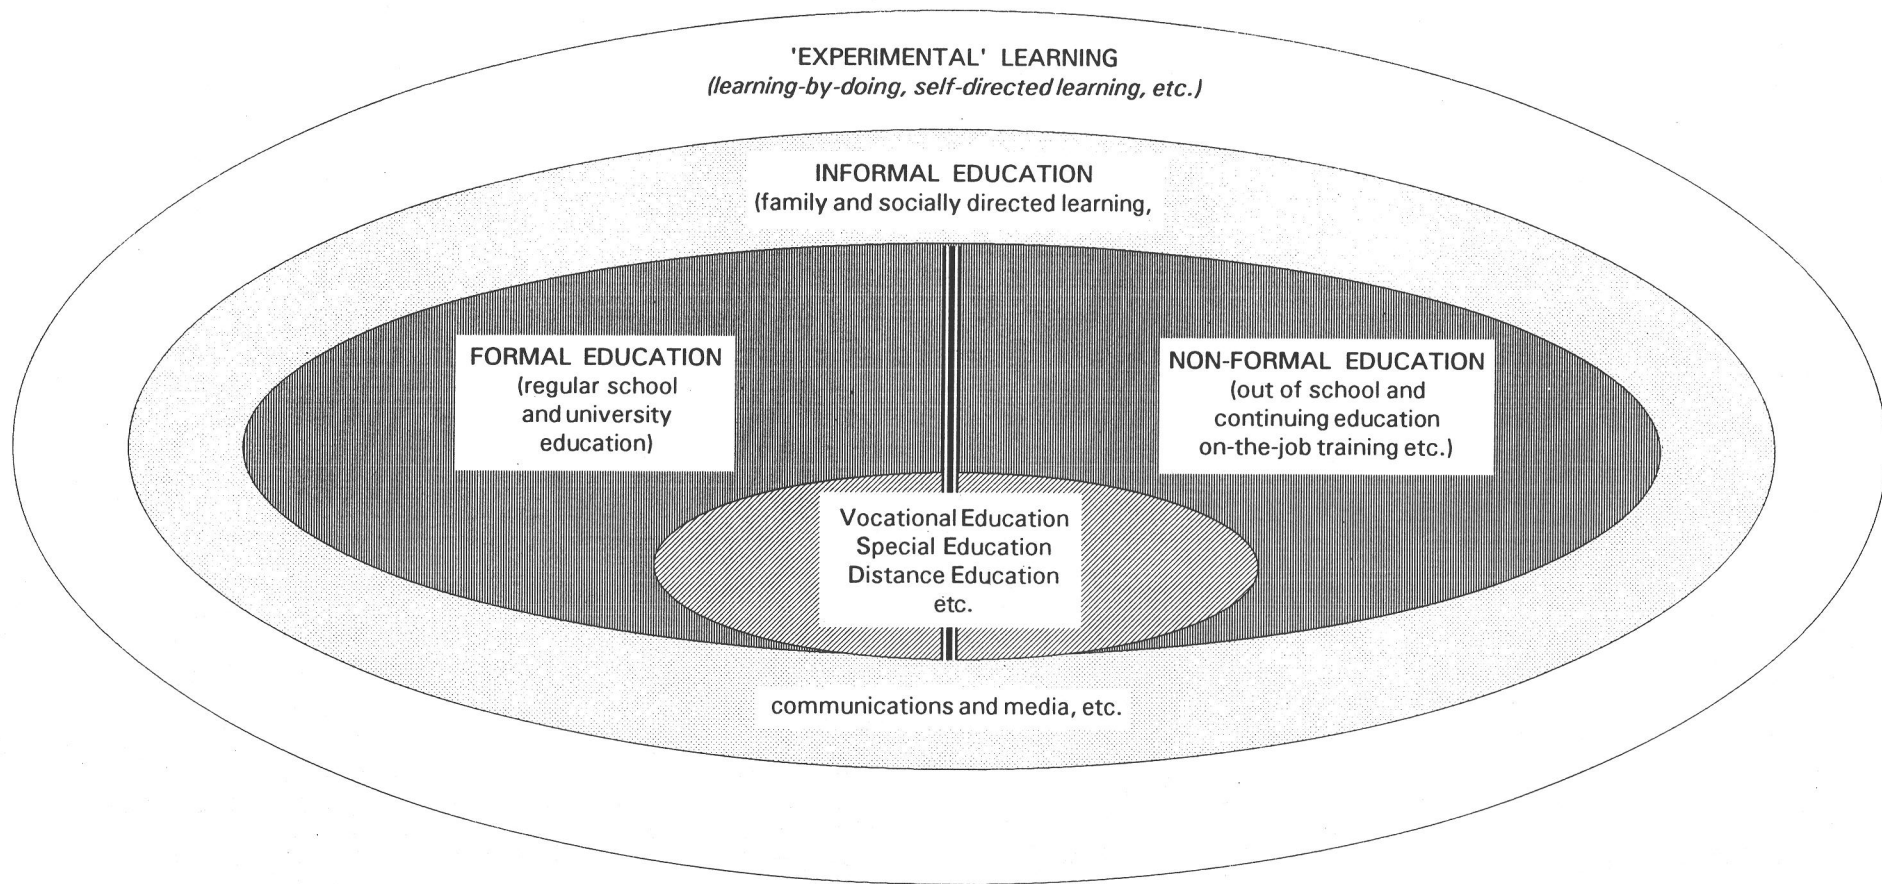 'EXPERIMENTAL' LEARNING
(learning-by-doing, self-directed learning, etc.)
INFORMAL EDUCATION
(family and socially directed learning,
FORMAL EDUCATION
(regular school
and university
education)
NON-FORMAL EDUCATION
(out of school and
continuing education
on-the-job training etc.)
Vocational Education
Special Education
Distance Education
etc.
communications and media, etc.